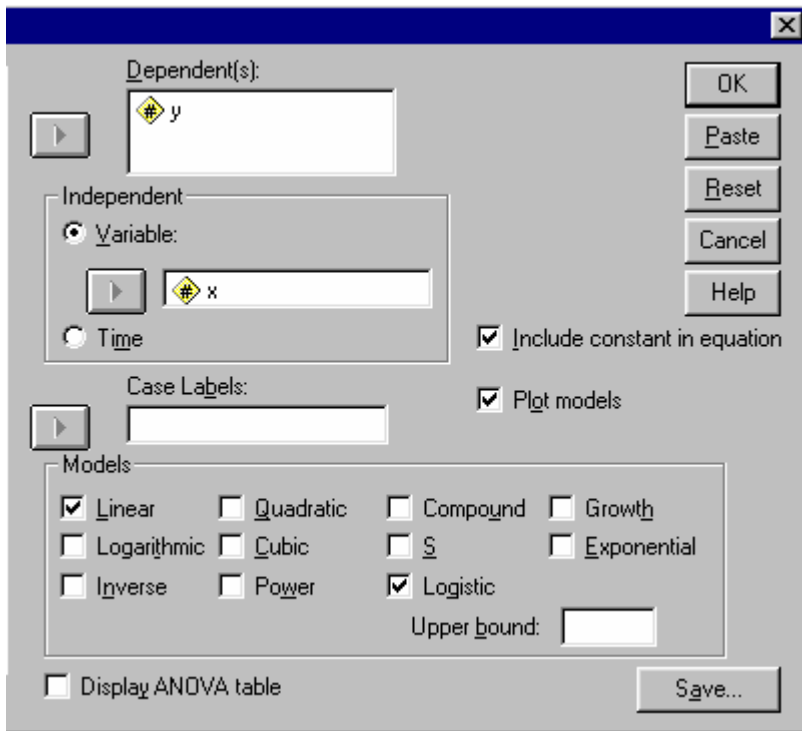 Dependent(s):
# y
OK
Paste
Reset
Cancel
Help
Independent
Variable:
# x
Time
Include constant in equation
Case Labels:
Plot models
Models
Linear Quadratic Compound Growth
Logarithmic Cubic S Exponential
Inverse Power Logistic
Upper bound:
Display ANOVA table
Save...